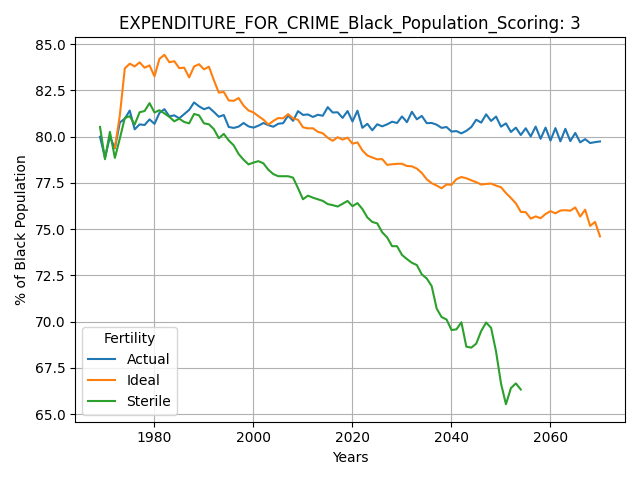 EXPENDITURE_FOR_CRIME_Black_Population_Scoring: 3
85.0
82.5
80.0
77.5
75.0
72.5
70.0
67.5
65.0
% of Black Population
Fertility
Actual
Ideal
Sterile
1980
2000
2020
2040
2060
Years